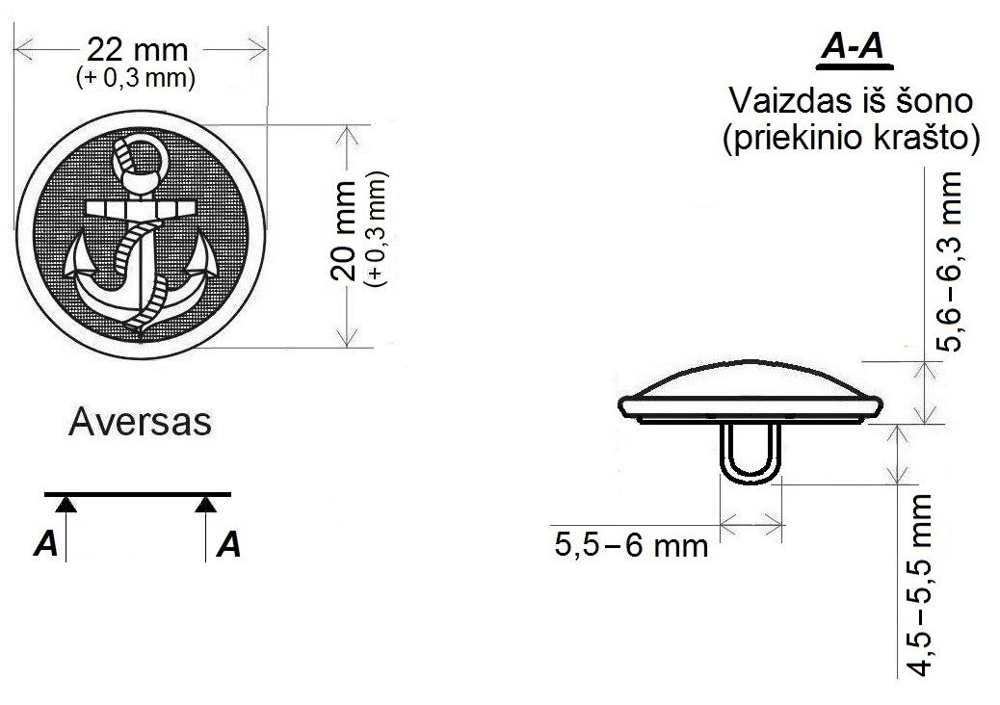 22 mm
(+ 0,3 mm)
20 mm
(+ 0,3 mm)
Aversas
A
A
A-A
Vaizdas iš šono
(priekinio krašto)
5,6–6,3 mm
5,5–6 mm
4,5–5,5 mm